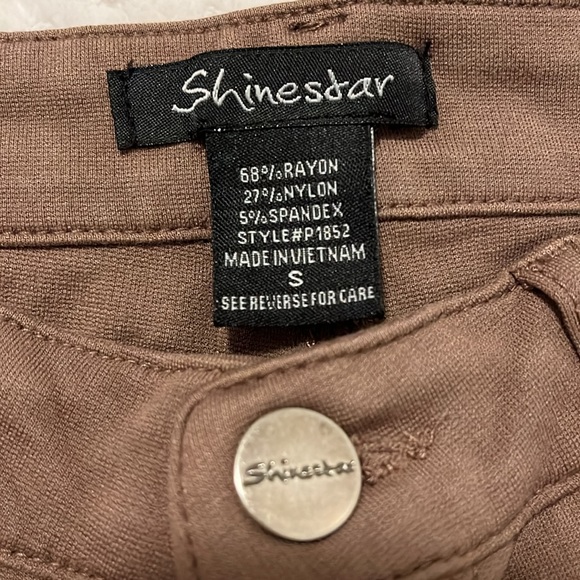 Shinestar
68%RAYON
27%NYLON
5%SPANDEX
STYLE#P1852
MADE IN VIETNAM
S
SEE REVERSE FOR CARE
Shinestar